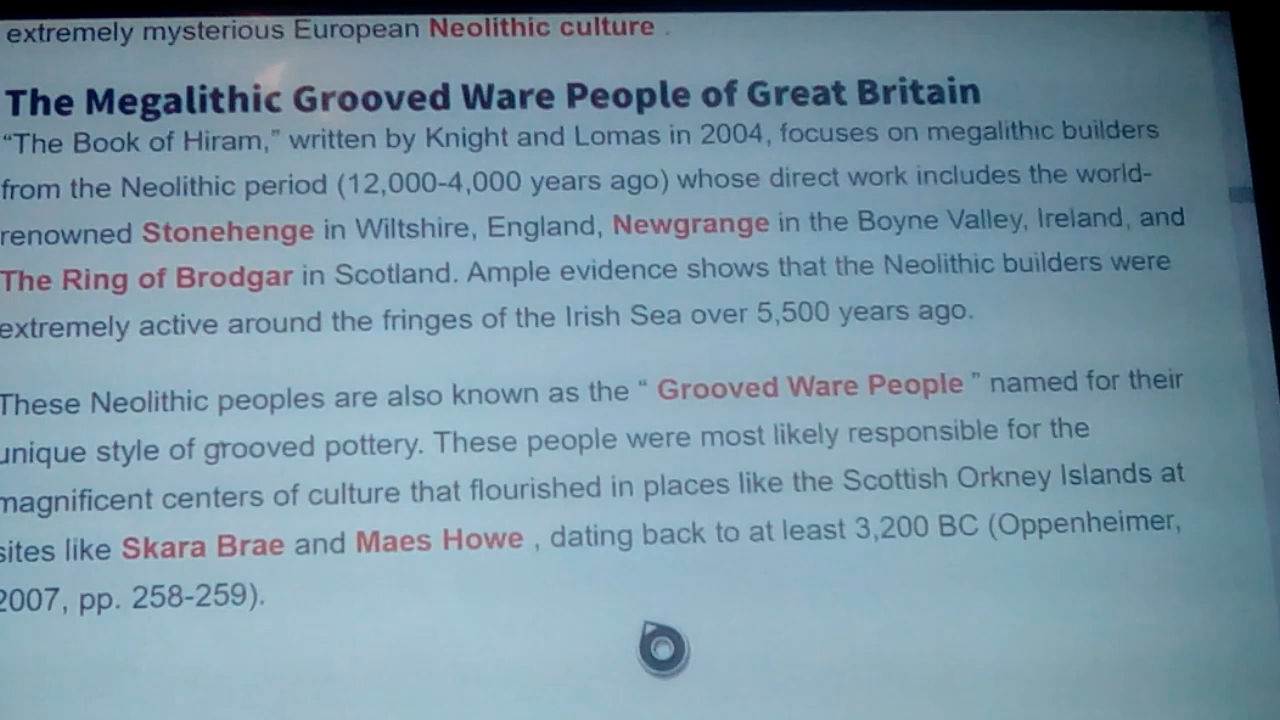 extremely mysterious European Neolithic culture .
The Megalithic Grooved Ware People of Great Britain
“The Book of Hiram,” written by Knight and Lomas in 2004, focuses on megalithic builders
from the Neolithic period (12,000-4,000 years ago) whose direct work includes the world-
renowned Stonehenge in Wiltshire, England, Newgrange in the Boyne Valley, Ireland, and
The Ring of Brodgar in Scotland. Ample evidence shows that the Neolithic builders were
extremely active around the fringes of the Irish Sea over 5,500 years ago.
These Neolithic peoples are also known as the “ Grooved Ware People ” named for their
unique style of grooved pottery. These people were most likely responsible for the
magnificent centers of culture that flourished in places like the Scottish Orkney Islands at
sites like Skara Brae and Maes Howe , dating back to at least 3,200 BC (Oppenheimer,
2007, pp. 258-259).